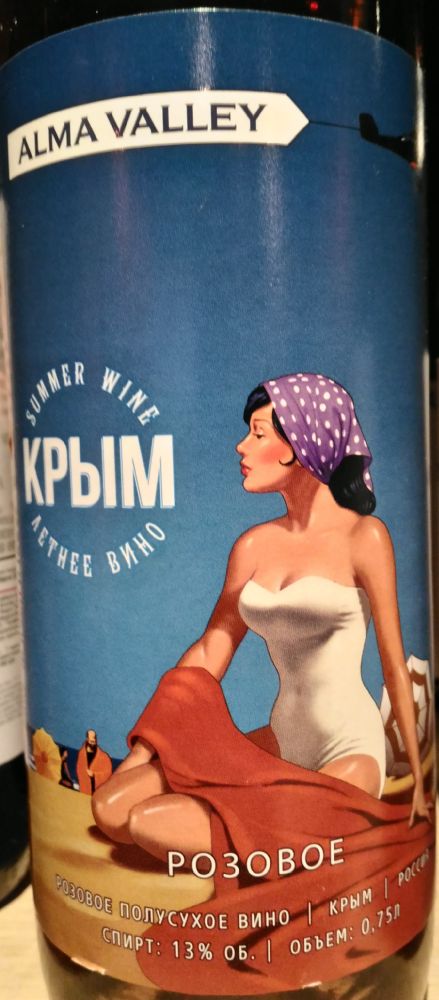 ALMA VALLEY
SUMMER WINE
КРЫМ
ЛЕТНЕЕ ВИНО
РОЗОВОЕ
РОЗОВОЕ ПОЛУСУХОЕ ВИНО | КРЫМ | РОССИЯ
СПИРТ: 13% ОБ. | ОБЪЕМ: 0,75Л